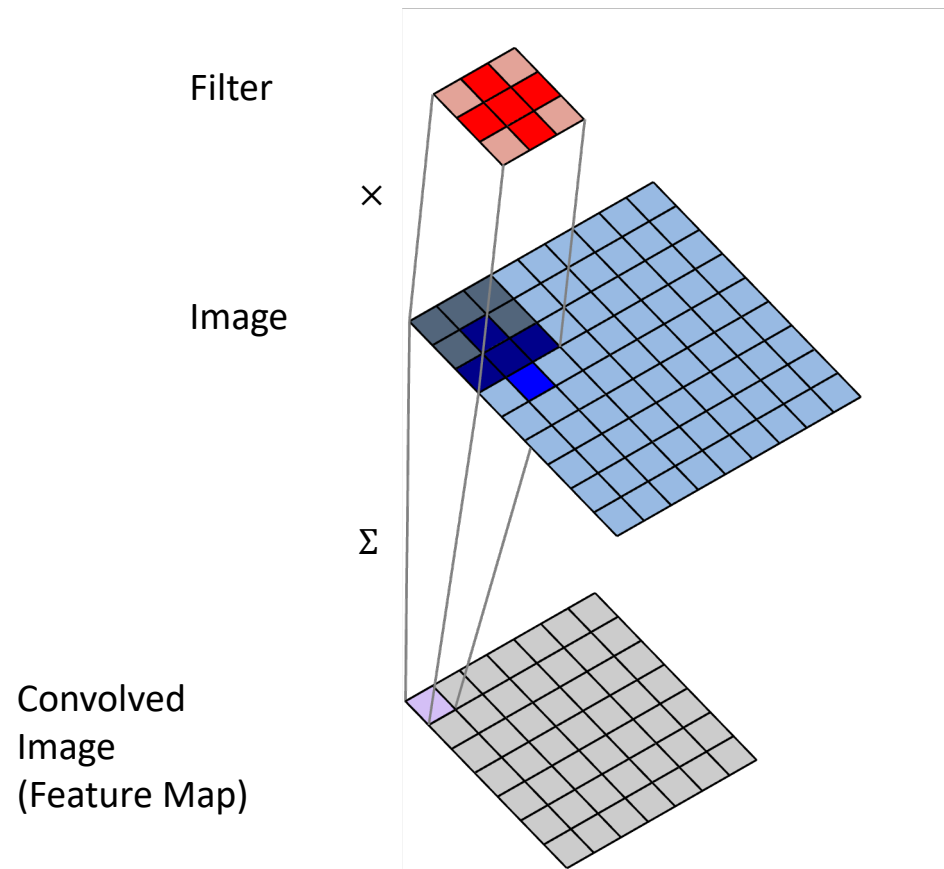 Filter
×
Image
Σ
Convolved
Image
(Feature Map)